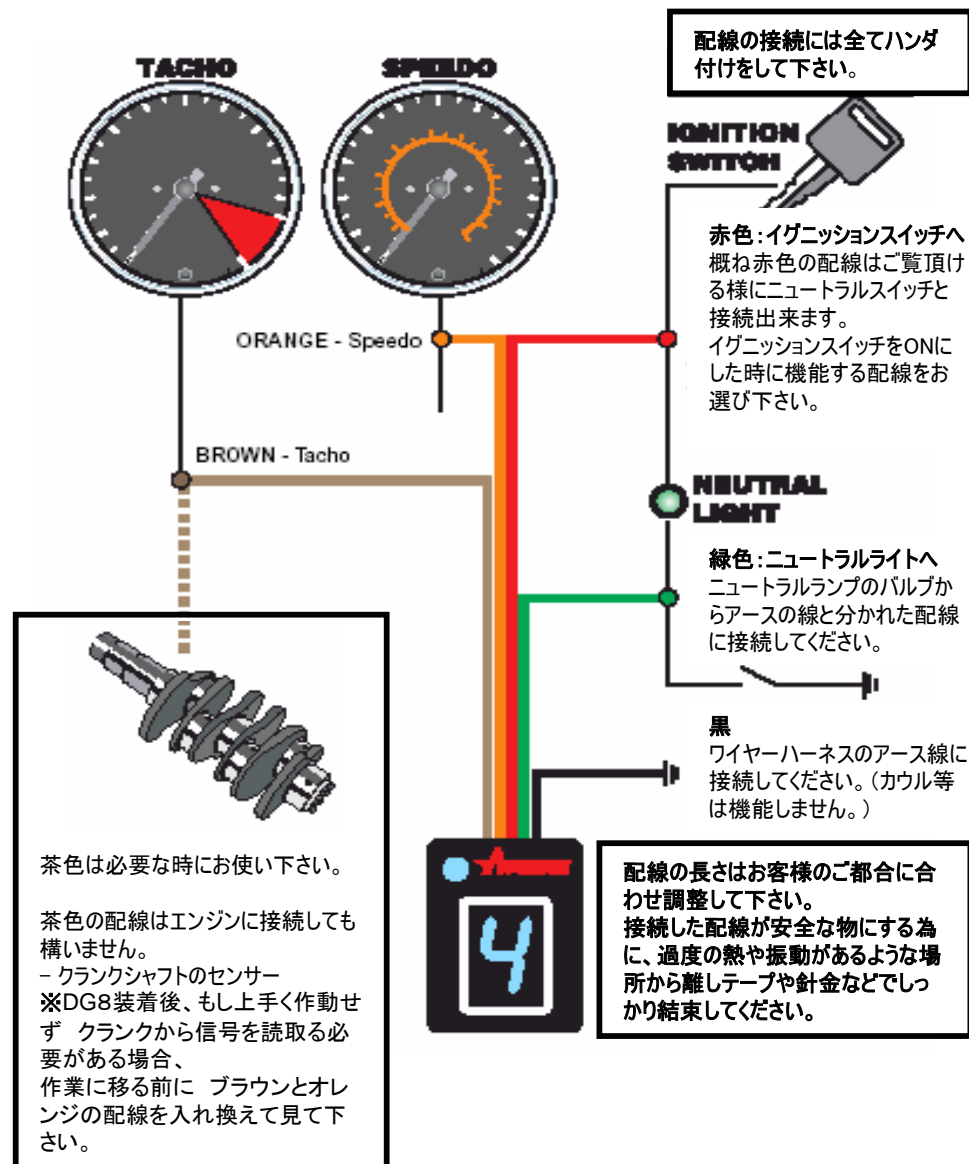 配線の接続には全てハンダ
付けをして下さい。
TACHO
SPEEDO
IGNITION
SWITCH
赤色：イグニッションスイッチへ
概ね赤色の配線はご覧頂け
る様にニュートラルスイッチと
接続出来ます。
イグニッションスイッチをONに
した時に機能する配線をお
選び下さい。
ORANGE - Speedo
BROWN - Tacho
NEUTRAL
LIGHT
緑色：ニュートラルライトへ
ニュートラルランプのバルブか
らアースの線と分かれた配線
に接続してください。
黒
ワイヤーハーネスのアース線に
接続してください。（カウル等
は機能しません。）
茶色は必要な時にお使い下さい。
茶色の配線はエンジンに接続しても
構いません。
− クランクシャフトのセンサー
※DG8装着後、もし上手く作動せ
ず　クランクから信号を読取る必
要がある場合、
作業に移る前に　ブラウンとオレ
ンジの配線を入れ換えて見て下
さい。
4
配線の長さはお客様のご都合に合
わせ調整して下さい。
接続した配線が安全な物にする為
に、過度の熱や振動があるような場
所から離しテープや針金などでしっ
かり結束してください。